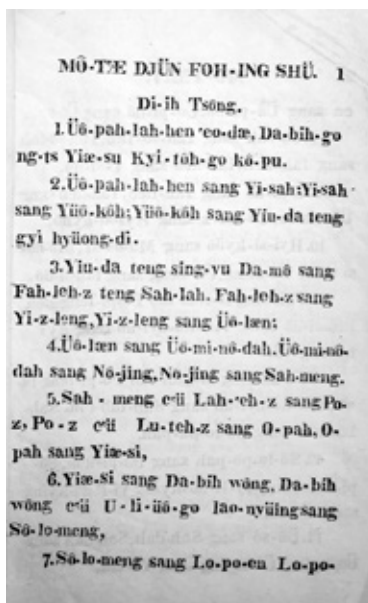 MÔ-TÆ DJÜN FOH-ING SHÜ. 1
Di-ih Tsông.
1.Üô-pah-lah-hen 'eo-dæ, Da-bih-go
ng-ts Yiæ-su Kyi-toh-go kô-pu.
2.Üô-pah-lah-hen sang Yi-sah:Yi-sah
sang Yüô-kôh;Yüô-kôh sang Yiu-da teng
gyi hyüong-di.
3.Yiu-da teng sing-vu Da-mô sang
Fah-leh-z teng Sah-lah. Fah-leh-z sang
Yi-z-leng,Yi-z-leng sang Üô-læn;
4.Üô-læn sang Üô-mi-nô-dah.Üô-mi-nô-
dah sang Nô-jing,Nô-jing sang Sah-meng.
5.Sah-meng c'ü Lah-'eh-z sang Po-
z, Po-z c'ü Lu-teh-z sang O-pah, O-
pah sang Yiæ-si,
6.Yiæ-si sang Da-bih wông, Da-bih
wông c'ü U-li-üô-go lao-nyüing sang
Sô-lo-meng,
7.Sô-lo-meng sang Lo-po-en Lo-po-